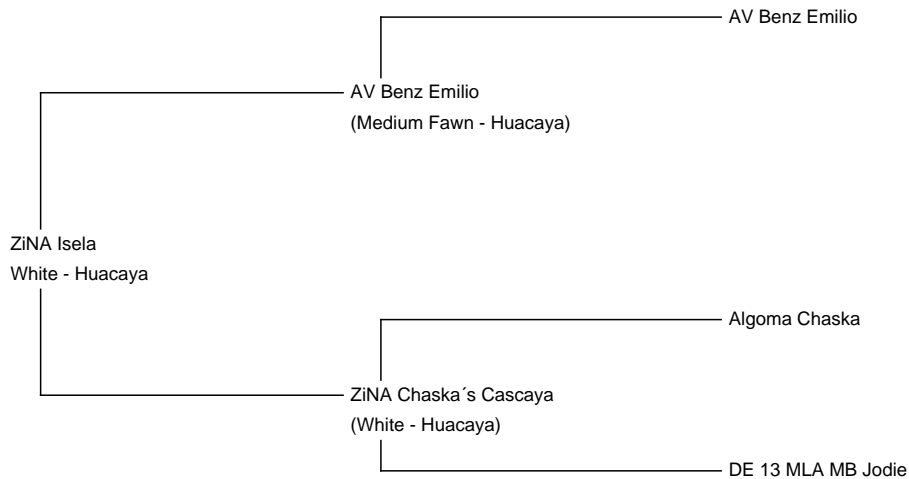 AV Benz Emilio
AV Benz Emilio
(Medium Fawn - Huacaya)
ZiNA Isela
White - Huacaya
Algoma Chaska
ZiNA Chaska´s Cascaya
(White - Huacaya)
DE 13 MLA MB Jodie